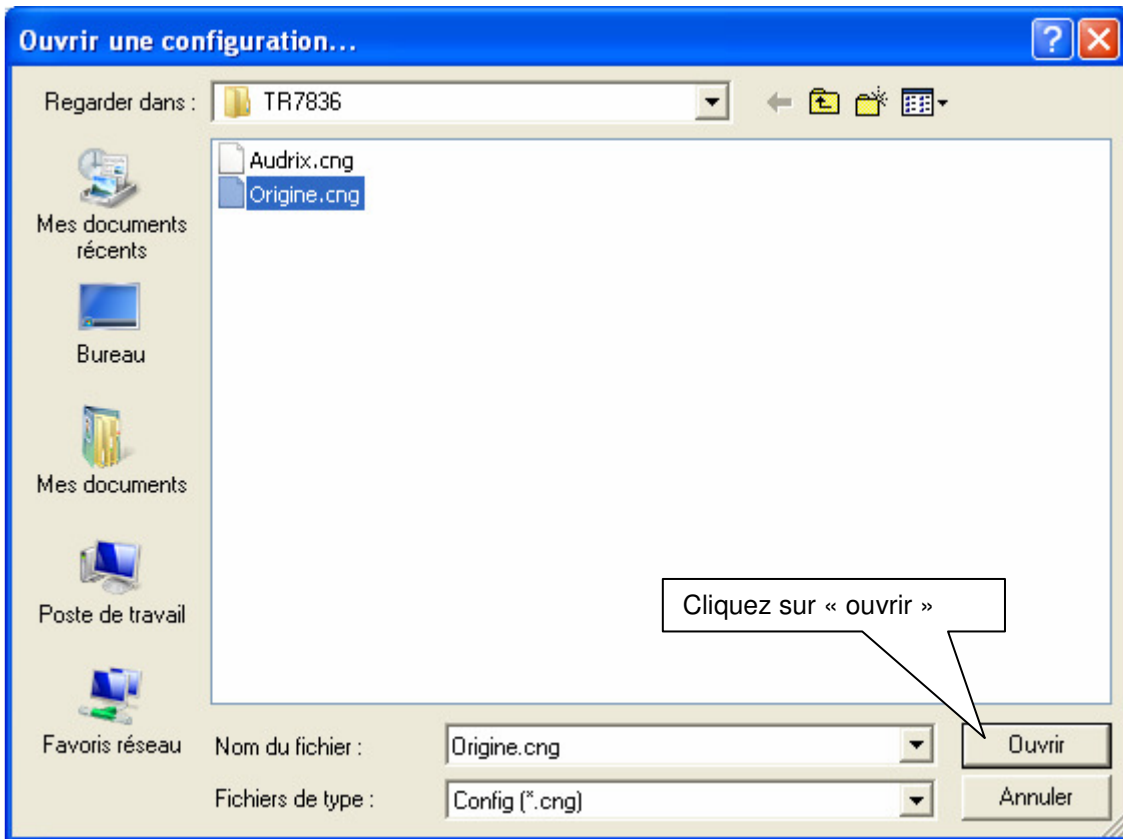 Ouvrir une configuration...
Regarder dans :
TR7836
Audrix.cng
Origine.cng
Mes documents
récents
Bureau
Mes documents
Poste de travail
Favoris réseau
Cliquez sur « ouvrir »
Nom du fichier :
Origine.cng
Ouvrir
Fichiers de type :
Config (*.cng)
Annuler